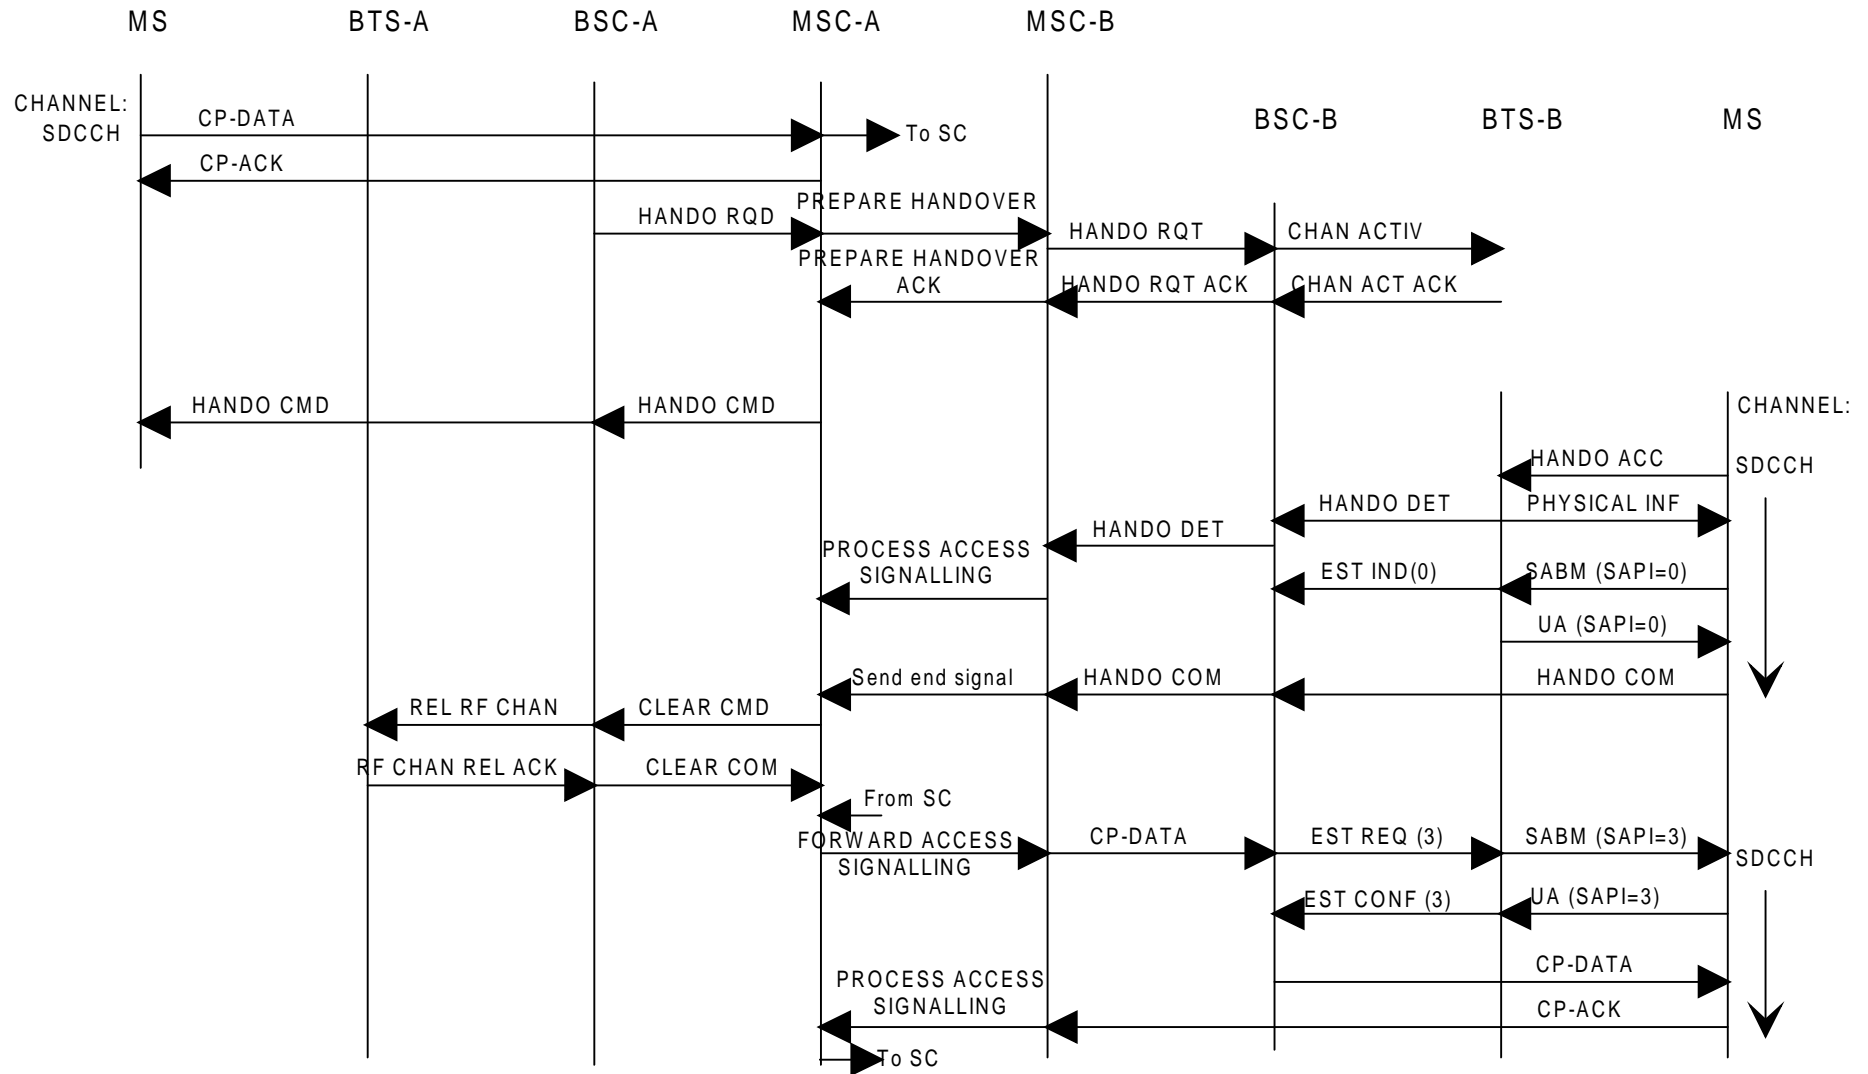 MS BTS-A BSC-A MSC-A MSC-B
CHANNEL:
SDCCH
CP-DATA
To SC
BSC-B BTS-B MS
CP-ACK
HANDO RQD
PREPARE HANDOVER
HANDO RQT
CHAN ACTIV
PREPARE HANDOVER
ACK
HANDO RQT ACK
CHAN ACT ACK
HANDO CMD
HANDO CMD
CHANNEL:
HANDO ACC
SDCCH
HANDO DET
PHYSICAL INF
HANDO DET
PROCESS ACCESS
SIGNALLING
EST IND(0)
SABM (SAPI=0)
UA (SAPI=0)
Send end signal
HANDO COM
HANDO COM
REL RF CHAN
CLEAR CMD
RF CHAN REL ACK
CLEAR COM
From SC
FORWARD ACCESS
SIGNALLING
CP-DATA
EST REQ (3)
SABM (SAPI=3)
SDCCH
EST CONF (3)
UA (SAPI=3)
CP-DATA
PROCESS ACCESS
SIGNALLING
CP-ACK
To SC